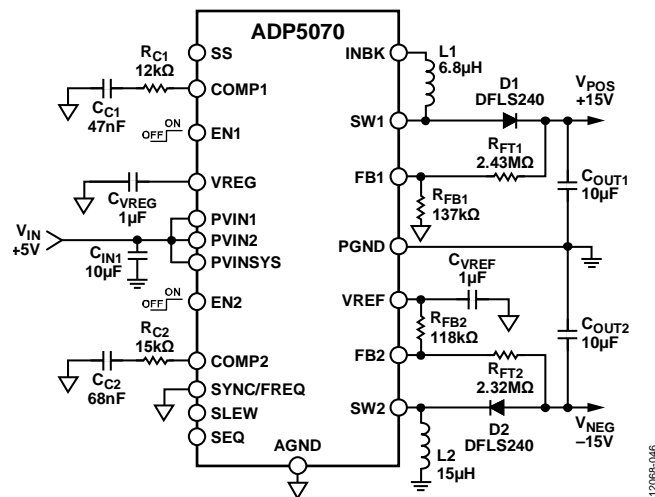 ADP5070
SS
RC1
12kΩ
COMP1
CC1
47nF
ON
OFF
EN1
VREG
CVREG
1µF
PVIN1
VIN
+5V
PVIN2
CIN1
10µF
PVINSYS
ON
OFF
EN2
RC2
15kΩ
COMP2
CC2
68nF
SYNC/FREQ
SLEW
SEQ
AGND
INBK
L1
6.8µH
D1
DFLS240
VPOS
+15V
SW1
RFT1
2.43MΩ
FB1
RFB1
137kΩ
COUT1
10µF
PGND
CVREF
1µF
VREF
RFB2
118kΩ
COUT2
10µF
FB2
RFT2
2.32MΩ
SW2
D2
DFLS240
VNEG
–15V
L2
15µH
12068-046